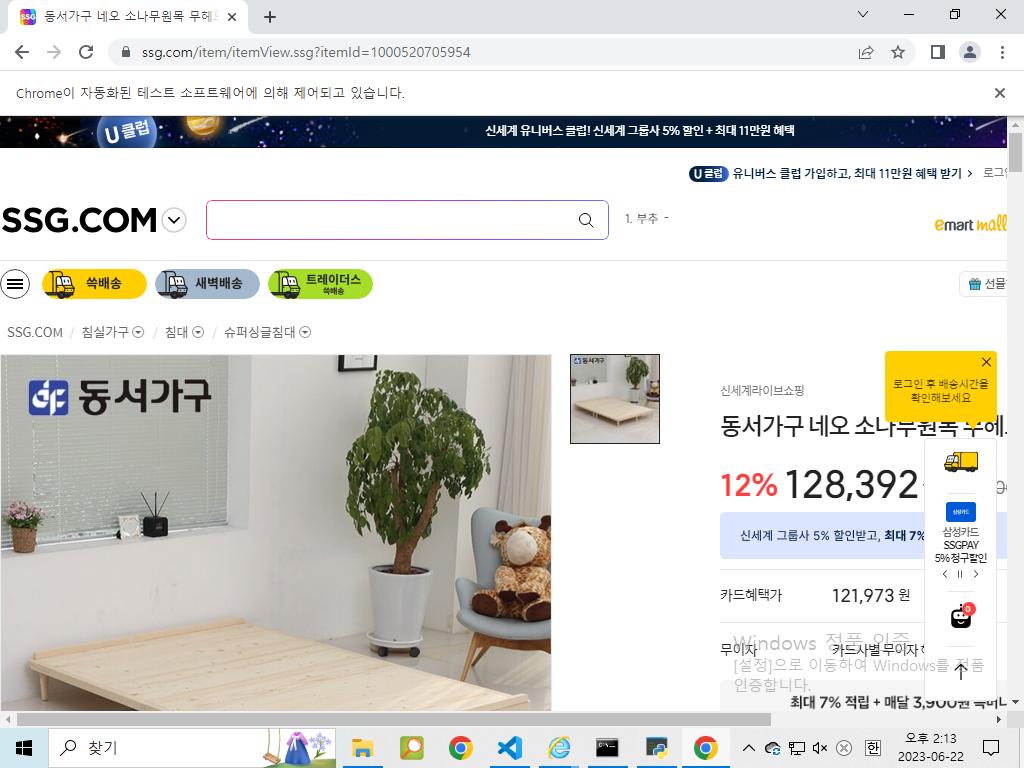 동서가구 네오 소나무원목 무헤
ssg.com/item/itemView.ssg?itemId=1000520705954
Chrome이 자동화된 테스트 소프트웨어에 의해 제어되고 있습니다.
U클럽
신세계 유니버스 클럽! 신세계 그룹사 5% 할인 + 최대 11만원 혜택
U클럽 유니버스 클럽 가입하고, 최대 11만원 혜택 받기
로그인
SSG.COM
1. 부추 -
emart mall
쓱배송
새벽배송
트레이더스
쓱배송
선물
SSG.COM / 침실가구 / 침대 / 슈퍼싱글침대
동서가구
동서가구
신세계라이브쇼핑
로그인 후 배송시간을
확인해보세요
동서가구 네오 소나무원목 무헤
12% 128,392
신세계 그룹사 5% 할인받고, 최대 7%
삼성카드
삼성카드
SSGPAY
5% 청구할인
카드혜택가 121,973 원
0
무이자 카드사별 무이자
Windows 정품 인증
[설정]으로 이동하여 Windows를 정품
인증합니다.
최대 7% 적립 + 매달 3,900원
찾기
한
오후 2:13
2023-06-22